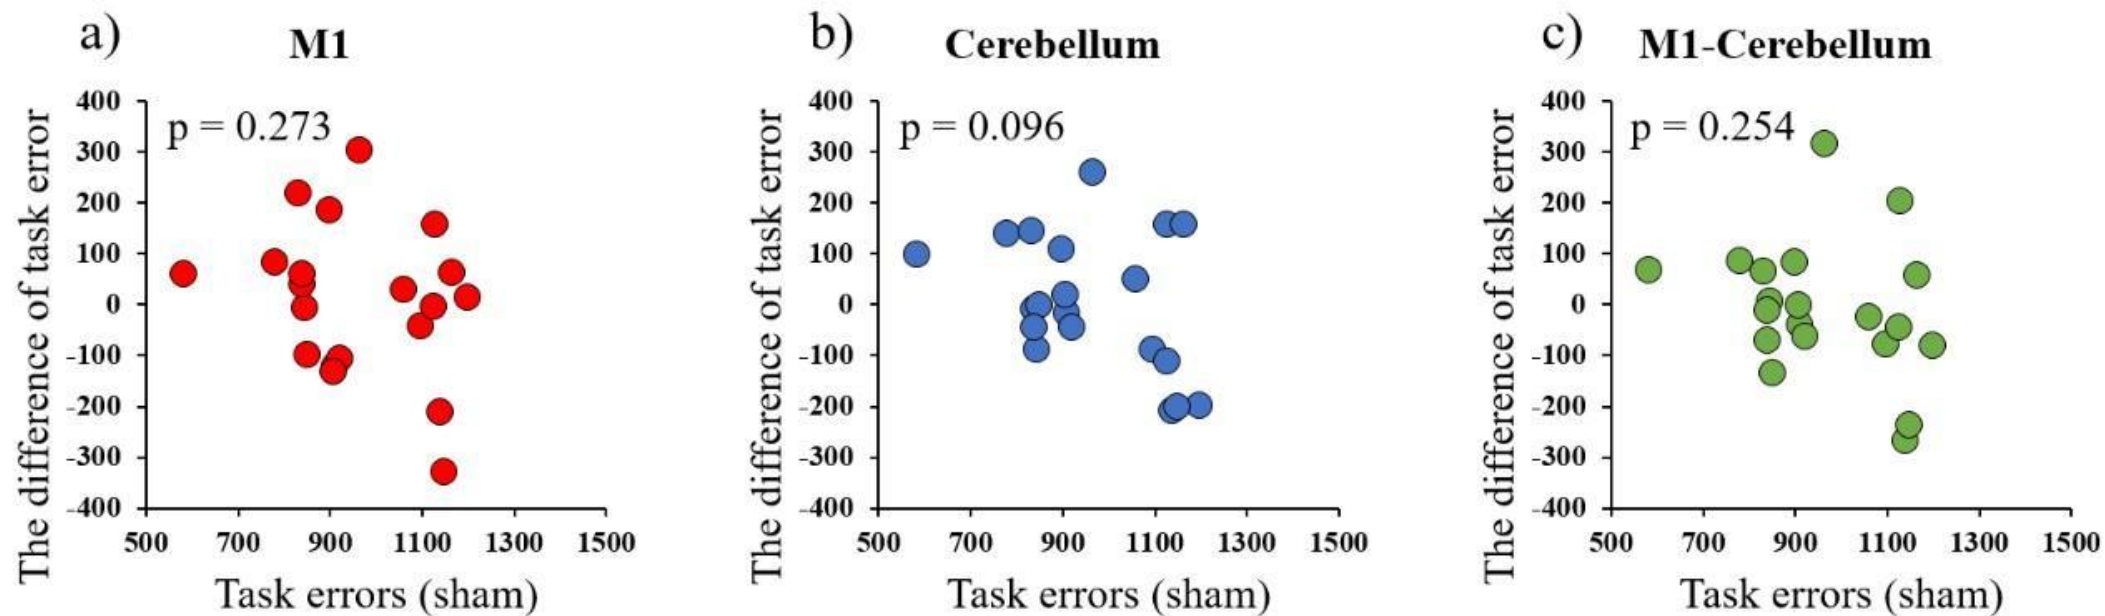 a)
M1
The difference of task error
400
300
200
100
0
-100
-200
-300
-400
p = 0.273
500 700 900 1100 1300 1500
Task errors (sham)
b)
Cerebellum
The difference of task error
400
300
200
100
0
-100
-200
-300
-400
p = 0.096
500 700 900 1100 1300 1500
Task errors (sham)
c)
M1-Cerebellum
The difference of task error
400
300
200
100
0
-100
-200
-300
-400
p = 0.254
500 700 900 1100 1300 1500
Task errors (sham)